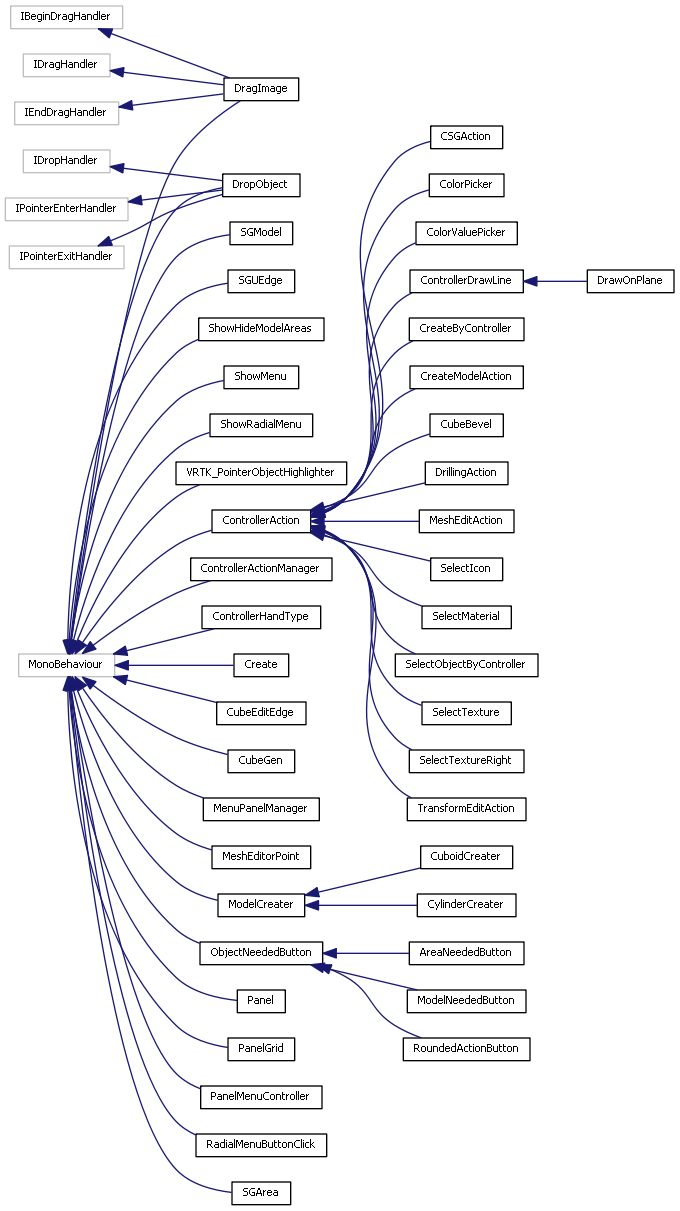 IBeginDragHandler
IDragHandler
IEndDragHandler
IDropHandler
IPointerEnterHandler
IPointerExitHandler
MonoBehaviour
DragImage
DropObject
SGModel
SGUEdge
ShowHideModelAreas
ShowMenu
ShowRadialMenu
VRTK_PointerObjectHighlighter
ControllerAction
ControllerActionManager
ControllerHandType
Create
CubeEditEdge
CubeGen
MenuPanelManager
MeshEditorPoint
ModelCreater
ObjectNeededButton
Panel
PanelGrid
PanelMenuController
RadialMenuButtonClick
SGArea
CSGAction
ColorPicker
ColorValuePicker
ControllerDrawLine
CreateByController
CreateModelAction
CubeBevel
DrillingAction
MeshEditAction
SelectIcon
SelectMaterial
SelectObjectByController
SelectTexture
SelectTextureRight
TransformEditAction
CuboidCreater
CylinderCreater
AreaNeededButton
ModelNeededButton
RoundedActionButton
DrawOnPlane